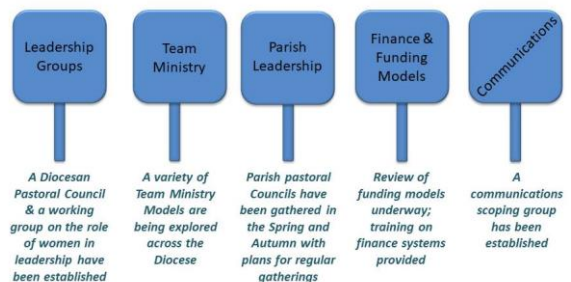 Leadership
Groups
Team
Ministry
Parish
Leadership
Finance &
Funding
Models
Communications
A Diocesan
Pastoral Council
& a working
group on the role
of women in
leadership have
been established
A variety of
Team Ministry
Models are
being explored
across the
Diocese
Parish pastoral
Councils have
been gathered in
the Spring and
Autumn with
plans for regular
gatherings
Review of
funding models
underway;
training on
finance systems
provided
A
communications
scoping group
has been
established